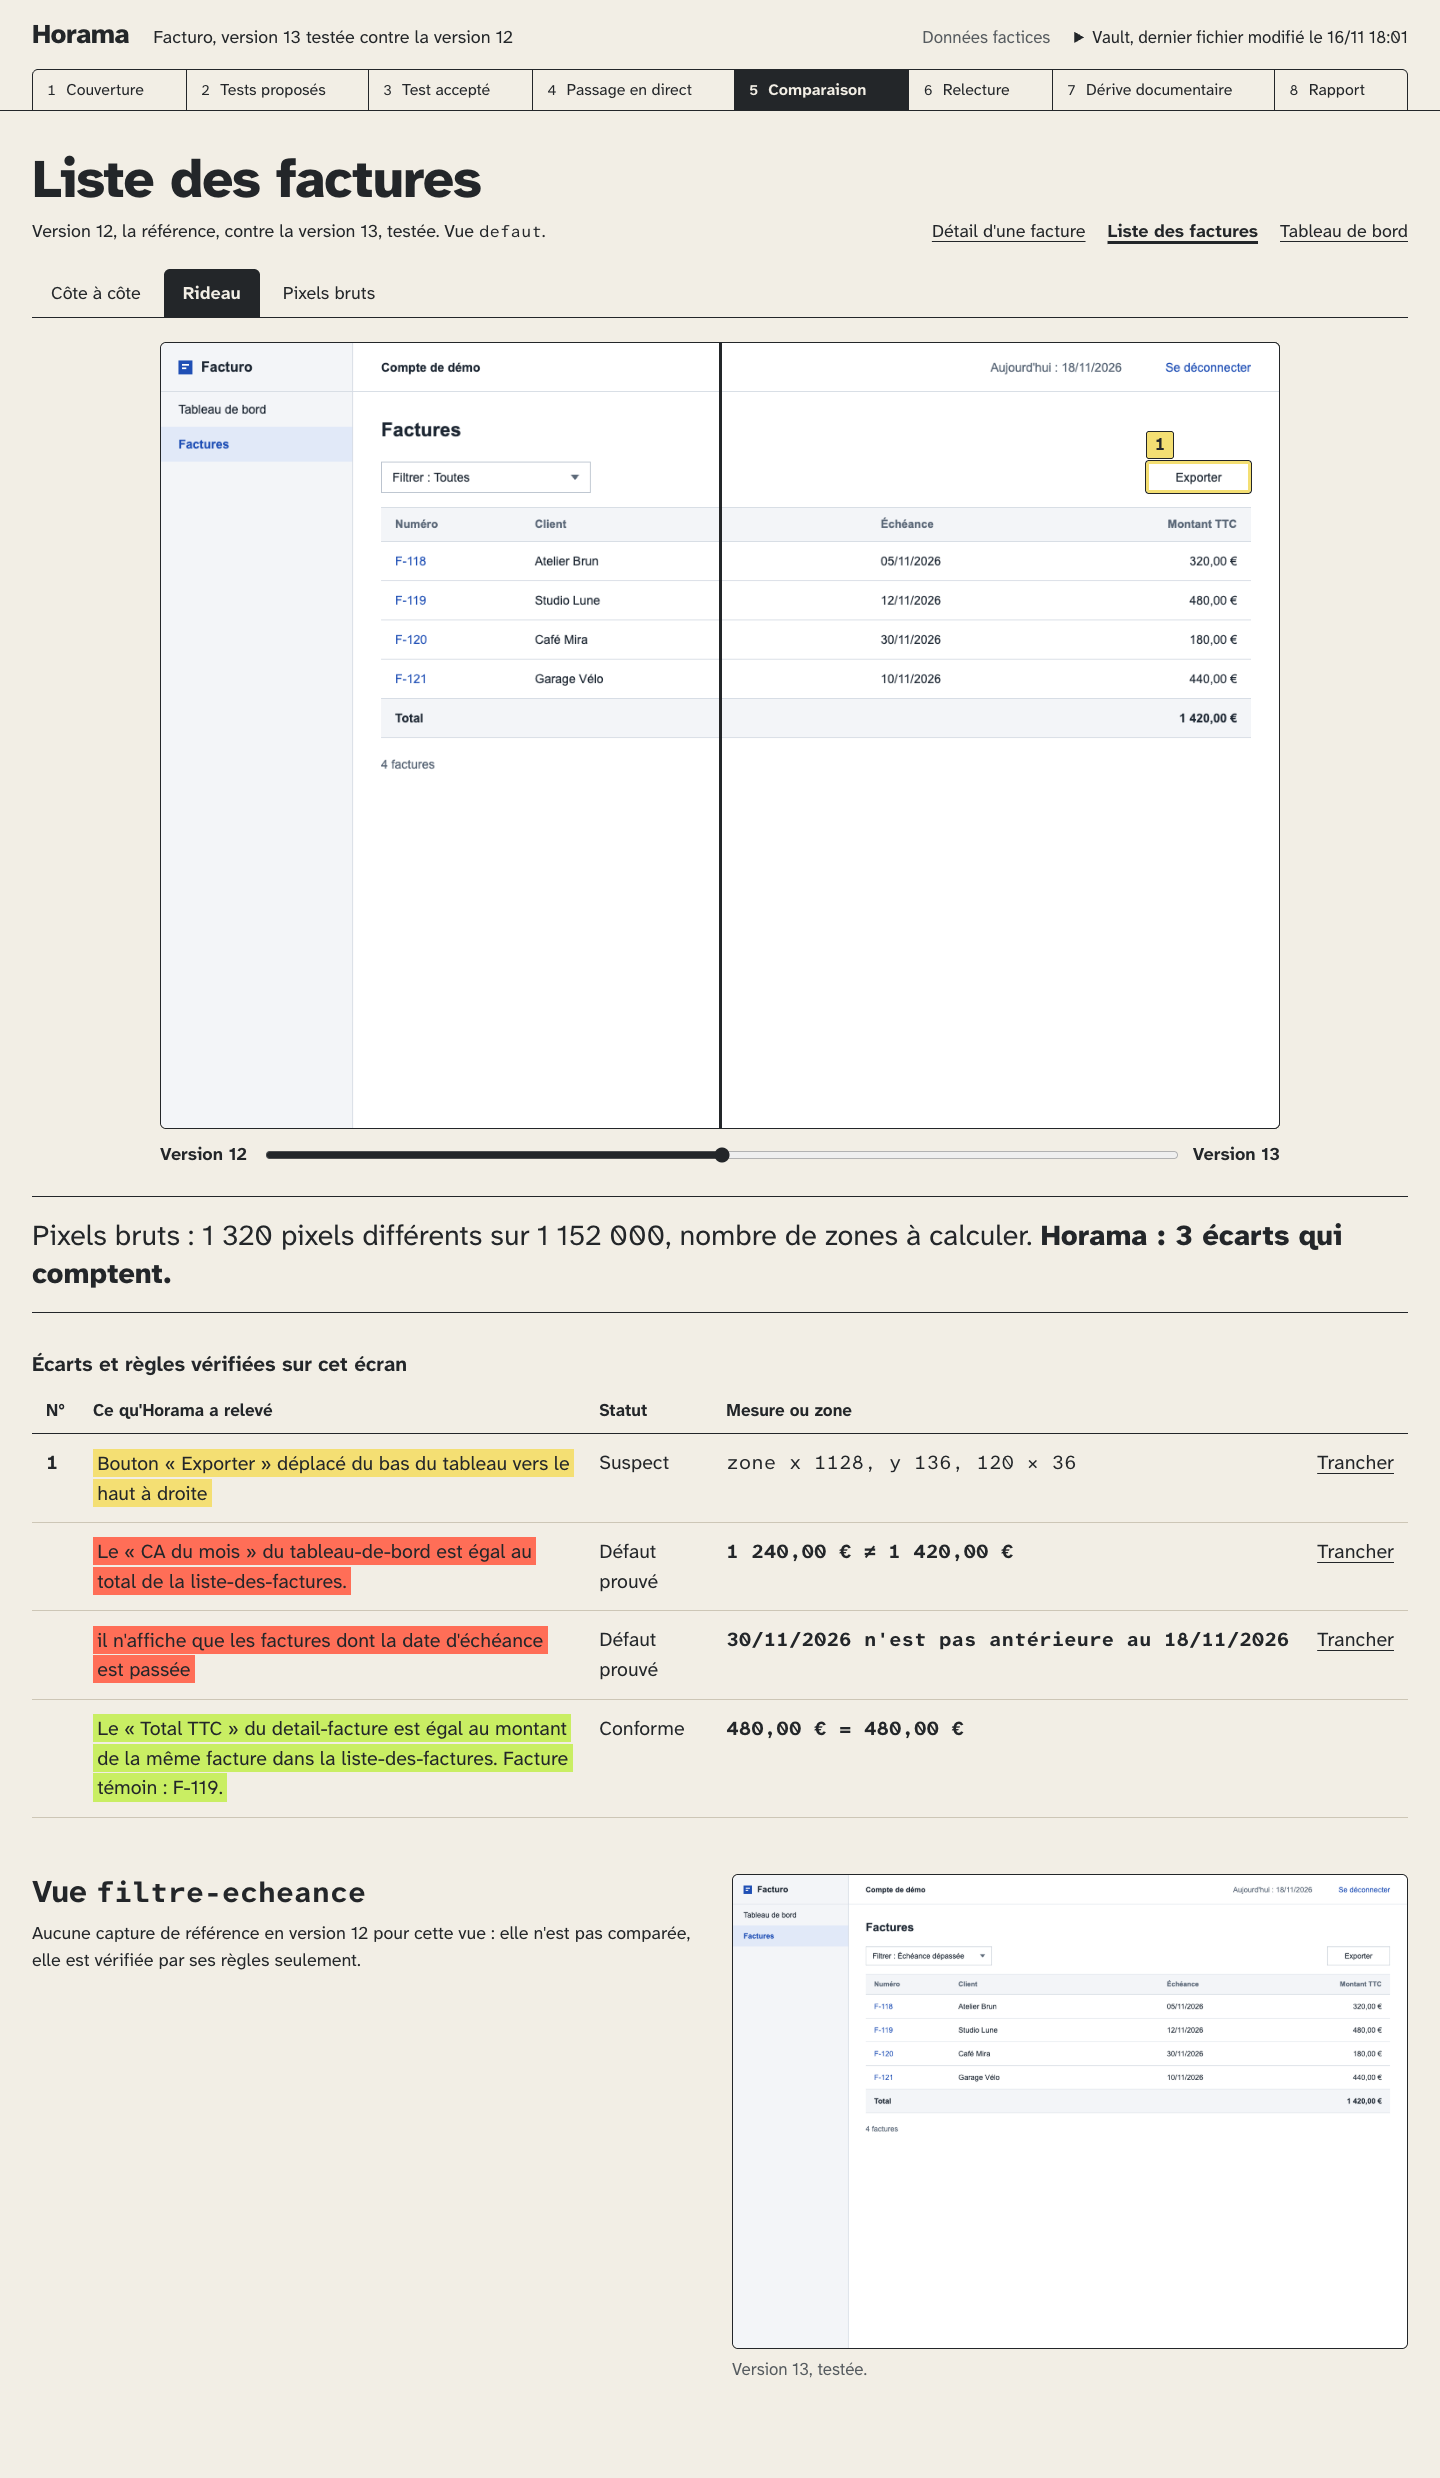 Horama Facturo, version 13 testée contre la version 12 Données factices ▶ Vault, dernier fichier modifié le 16/11 18:01
1 Couverture 2 Tests proposés 3 Test accepté 4 Passage en direct 5 Comparaison 6 Relecture 7 Dérive documentaire 8 Rapport
Liste des factures
Version 12, la référence, contre la version 13, testée. Vue defaut. Détail d'une facture Liste des factures Tableau de bord
Côte à côte Rideau Pixels bruts
Facturo Compte de démo Aujourd'hui : 18/11/2026 Se déconnecter
Tableau de bord
Factures
Factures
1
Filtrer : Toutes Exporter
Numéro Client Échéance Montant TTC
F-118 Atelier Brun 05/11/2026 320,00 €
F-119 Studio Lune 12/11/2026 480,00 €
F-120 Café Mira 30/11/2026 180,00 €
F-121 Garage Vélo 10/11/2026 440,00 €
Total 1 420,00 €
4 factures
Version 12 Version 13
Pixels bruts : 1 320 pixels différents sur 1 152 000, nombre de zones à calculer. Horama : 3 écarts qui
comptent.
Écarts et règles vérifiées sur cet écran
N° Ce qu'Horama a relevé Statut Mesure ou zone
1 Bouton « Exporter » déplacé du bas du tableau vers le Suspect zone x 1128, y 136, 120 × 36 Trancher
haut à droite
Le « CA du mois » du tableau-de-bord est égal au Défaut 1 240,00 € ≠ 1 420,00 € Trancher
total de la liste-des-factures. prouvé
il n'affiche que les factures dont la date d'échéance Défaut 30/11/2026 n'est pas antérieure au 18/11/2026 Trancher
est passée prouvé
Le « Total TTC » du detail-facture est égal au montant Conforme 480,00 € = 480,00 €
de la même facture dans la liste-des-factures. Facture
témoin : F-119.
Vue filtre-echeance
Aucune capture de référence en version 12 pour cette vue : elle n'est pas comparée,
elle est vérifiée par ses règles seulement.
Facturo Compte de démo Aujourd'hui : 18/11/2026 Se déconnecter
Tableau de bord
Factures
Factures
Filtrer : Échéance dépassée Exporter
Numéro Client Échéance Montant TTC
F-118 Atelier Brun 05/11/2026 320,00 €
F-119 Studio Lune 12/11/2026 480,00 €
F-120 Café Mira 30/11/2026 180,00 €
F-121 Garage Vélo 10/11/2026 440,00 €
Total 1 420,00 €
4 factures
Version 13, testée.